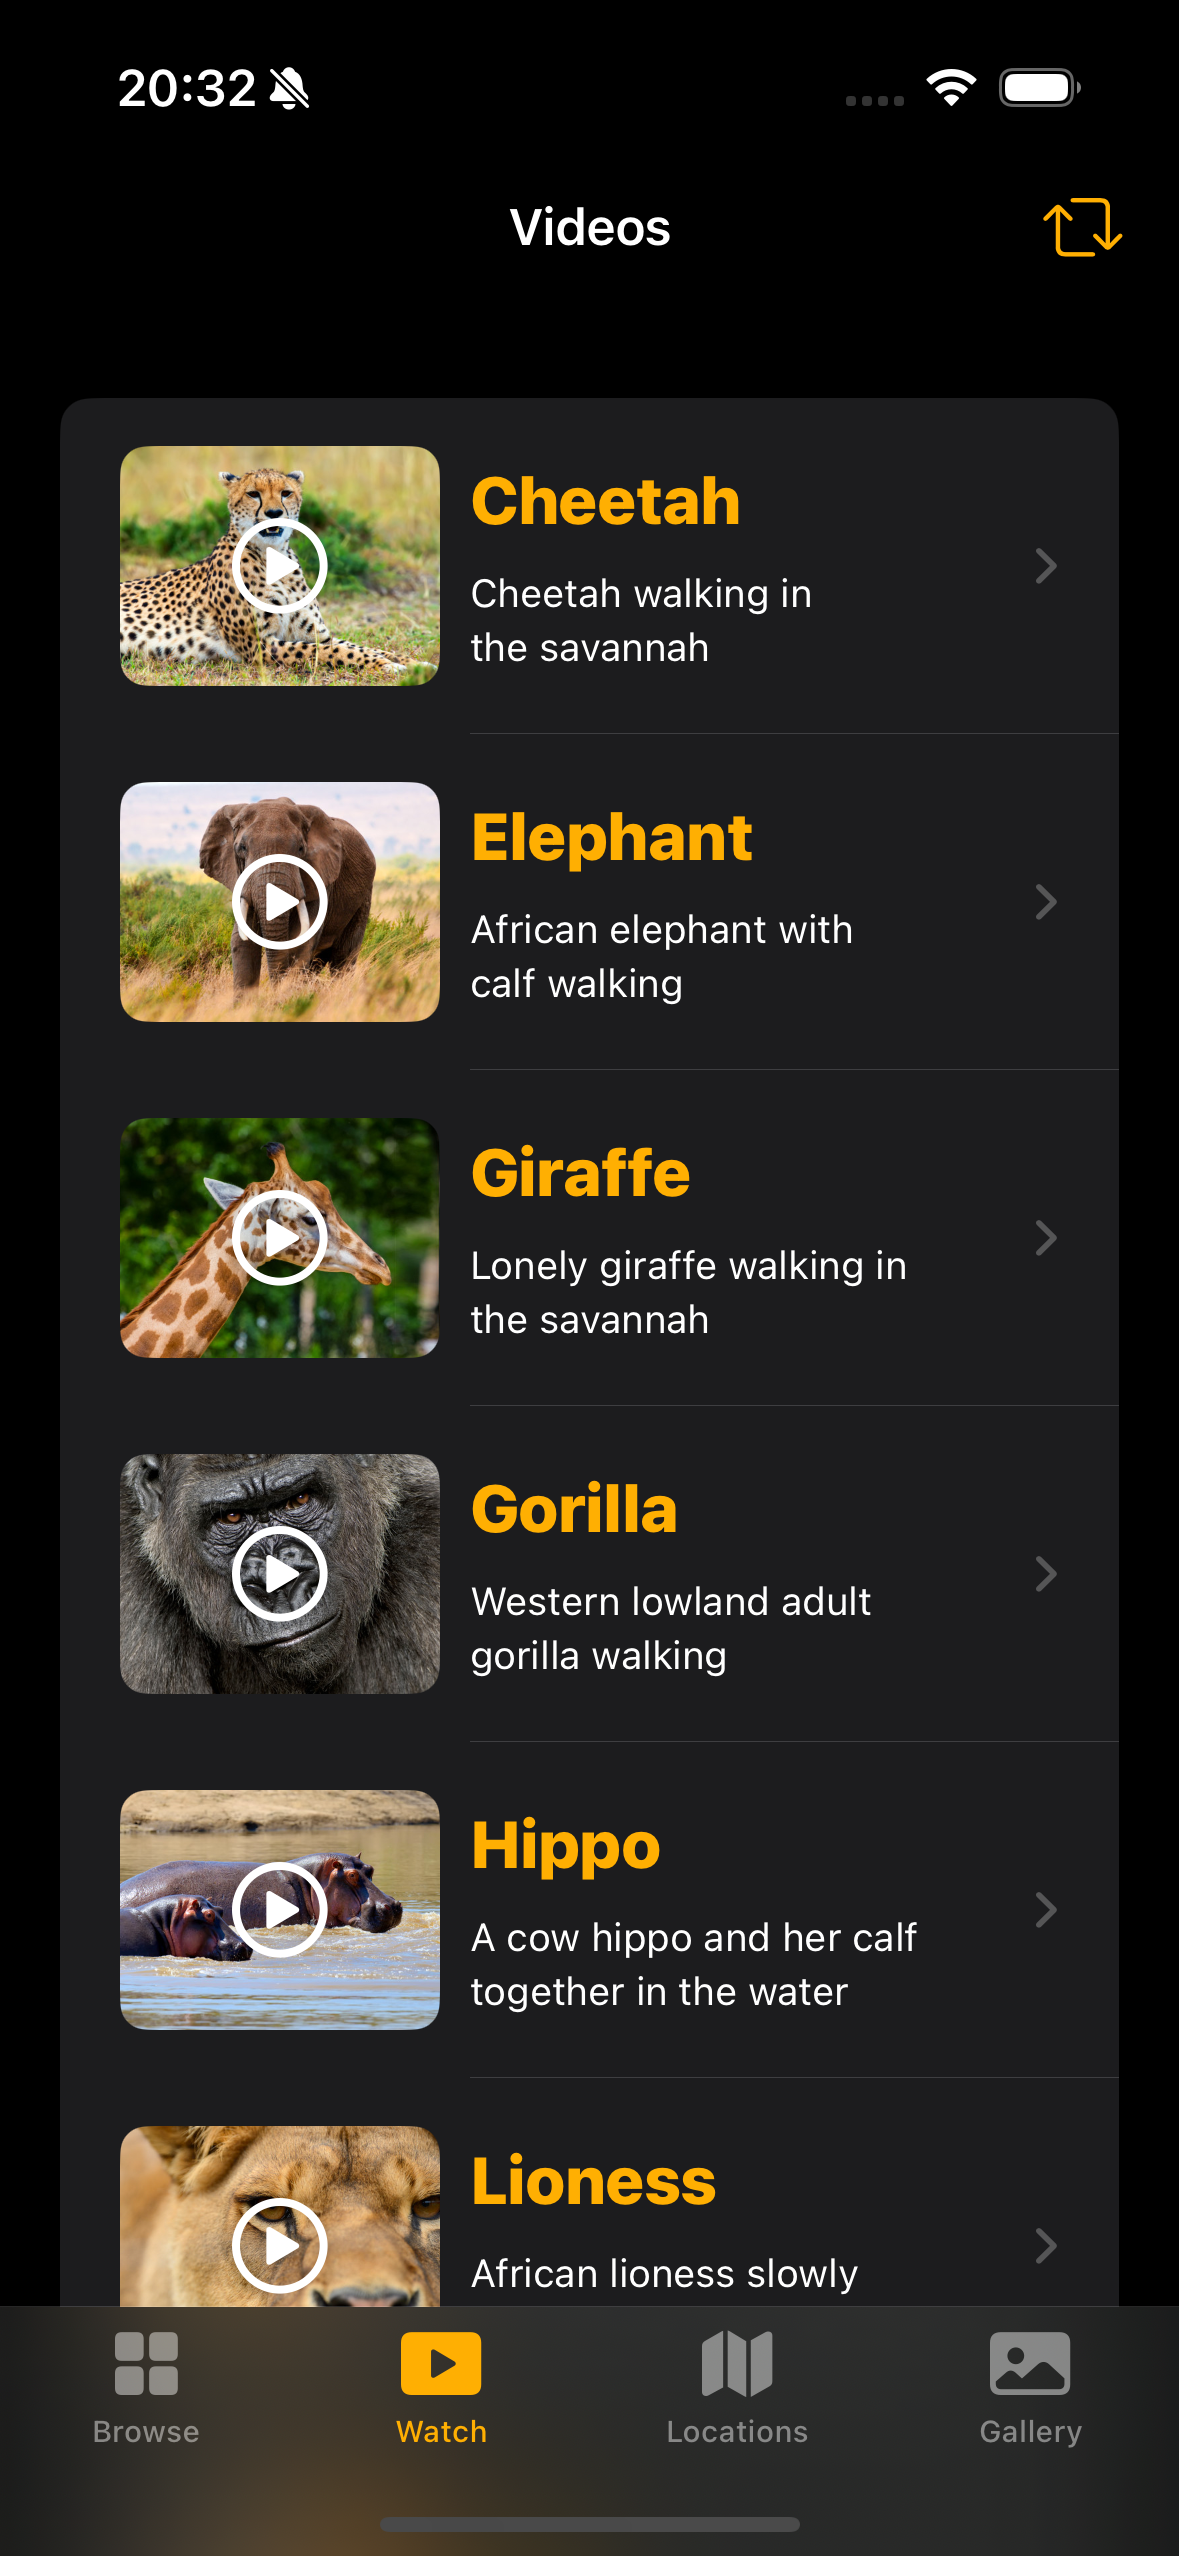 20:32
Videos
Cheetah
Cheetah walking in
the savannah
Elephant
African elephant with
calf walking
Giraffe
Lonely giraffe walking in
the savannah
Gorilla
Western lowland adult
gorilla walking
Hippo
A cow hippo and her calf
together in the water
Lioness
African lioness slowly
Browse
Watch
Locations
Gallery